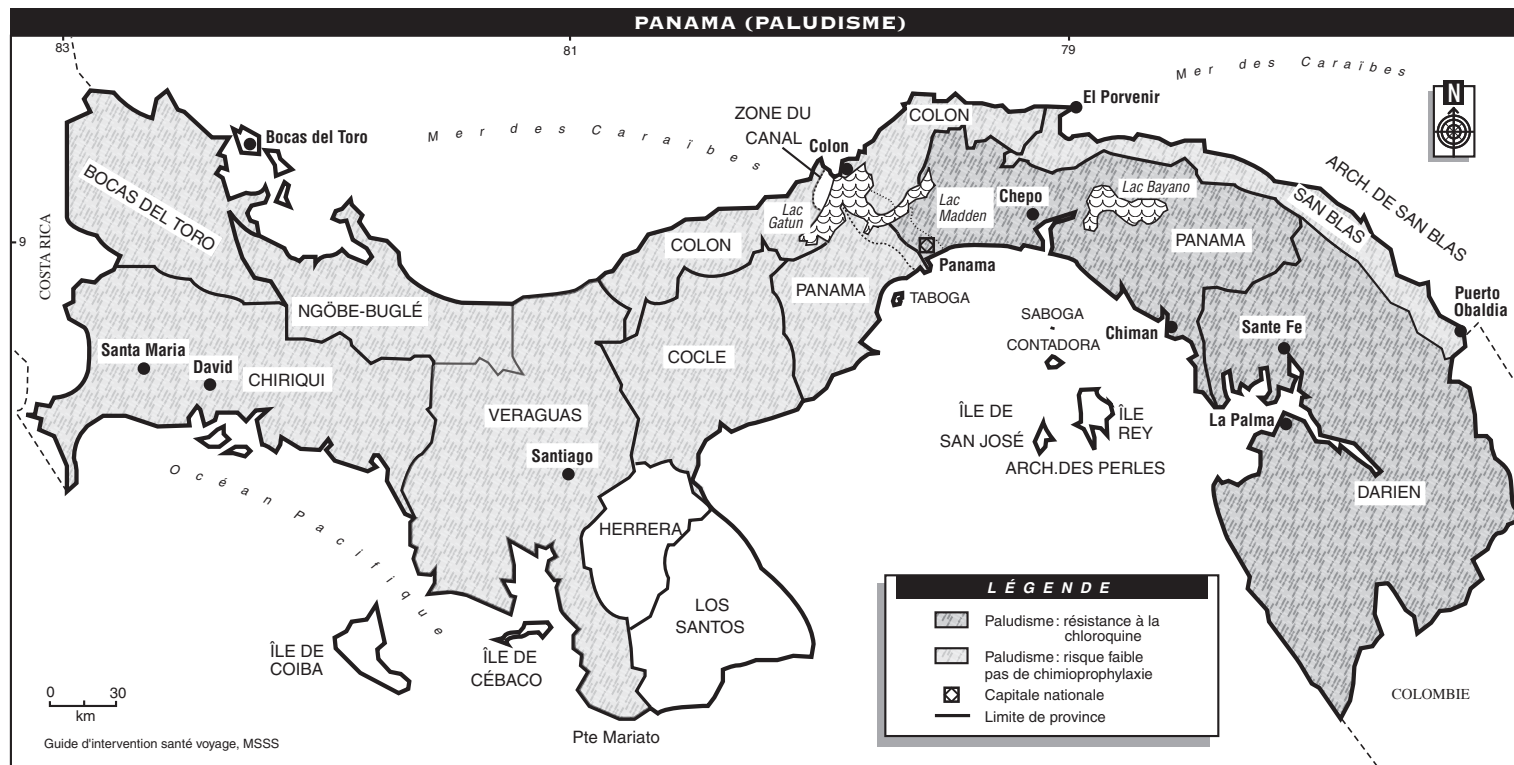 PANAMA (PALUDISME)
83
81
79
9
Mer des Caraïbes
Mer des Caraïbes
N
El Porvenir
COLON
ZONE DU
CANAL
Colon
Bocas del Toro
BOCAS DEL TORO
COSTA RICA
Lac
Gatun
Lac
Madden
Chepo
Lac Bayano
ARCH. DE SAN BLAS
SAN BLAS
PANAMA
COLON
Panama
PANAMA
TABOGA
NGÖBE-BUGLÉ
Puerto
Obaldia
SABOGA
CONTADORA
Chiman
Sante Fe
Santa Maria
David
CHIRIQUI
COCLE
VERAGUAS
ÎLE DE
SAN JOSÉ
ÎLE
REY
ARCH.DES PERLES
La Palma
Santiago
DARIEN
Océan Pacifique
HERRERA
LOS
SANTOS
ÎLE DE
COIBA
ÎLE DE
CÉBACO
Pte Mariato
COLOMBIE
LÉGENDE
Paludisme : résistance à la
chloroquine
Paludisme : risque faible
pas de chimioprophylaxie
Capitale nationale
Limite de province
0 30
km
Guide d'intervention santé voyage, MSSS